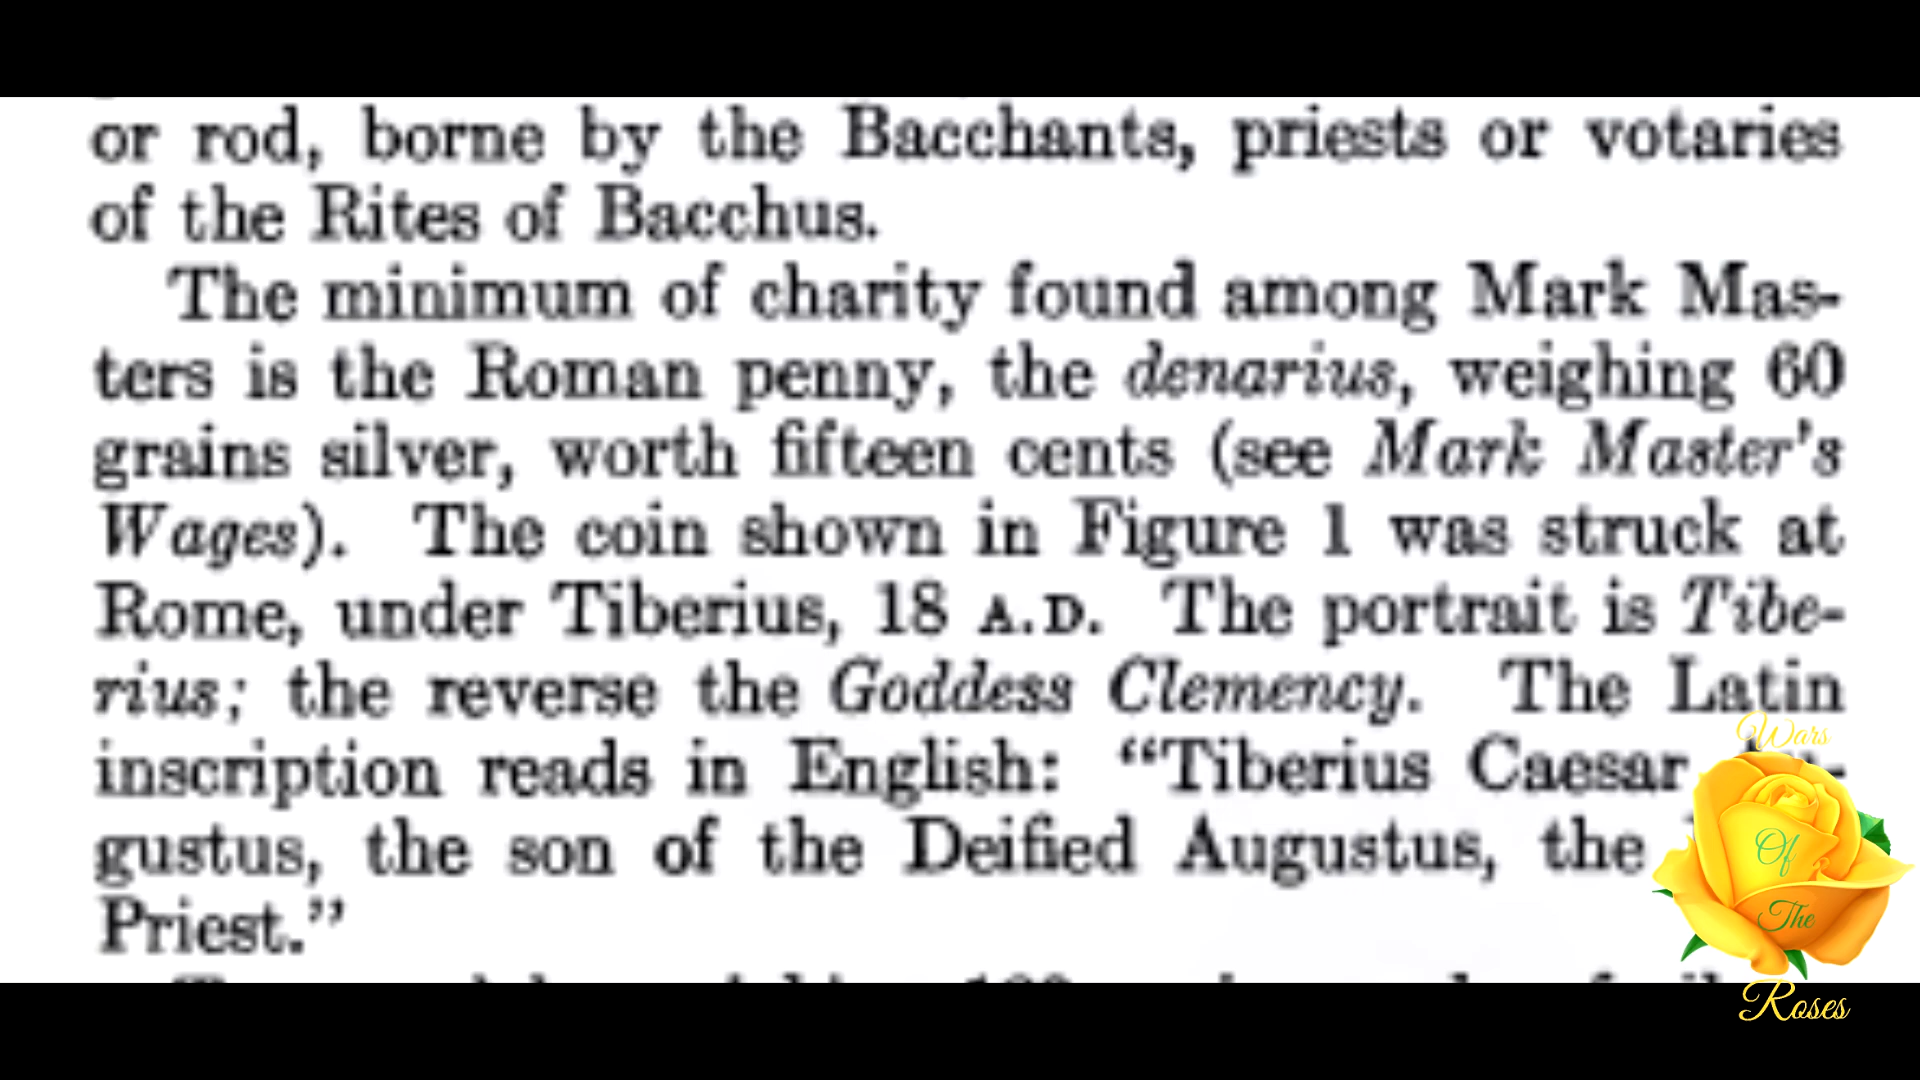 or rod, borne by the Bacchants, priests or votaries
of the Rites of Bacchus.
The minimum of charity found among Mark Mas-
ters is the Roman penny, the denarius, weighing 60
grains silver, worth fifteen cents (see Mark Master's
Wages). The coin shown in Figure 1 was struck at
Rome, under Tiberius, 18 A.D. The portrait is Tibe-
rius; the reverse the Goddess Clemency. The Latin
inscription reads in English: “Tiberius Caesar
gustus, the son of the Deified Augustus, the
Priest.”
Wars
Of
The
Roses